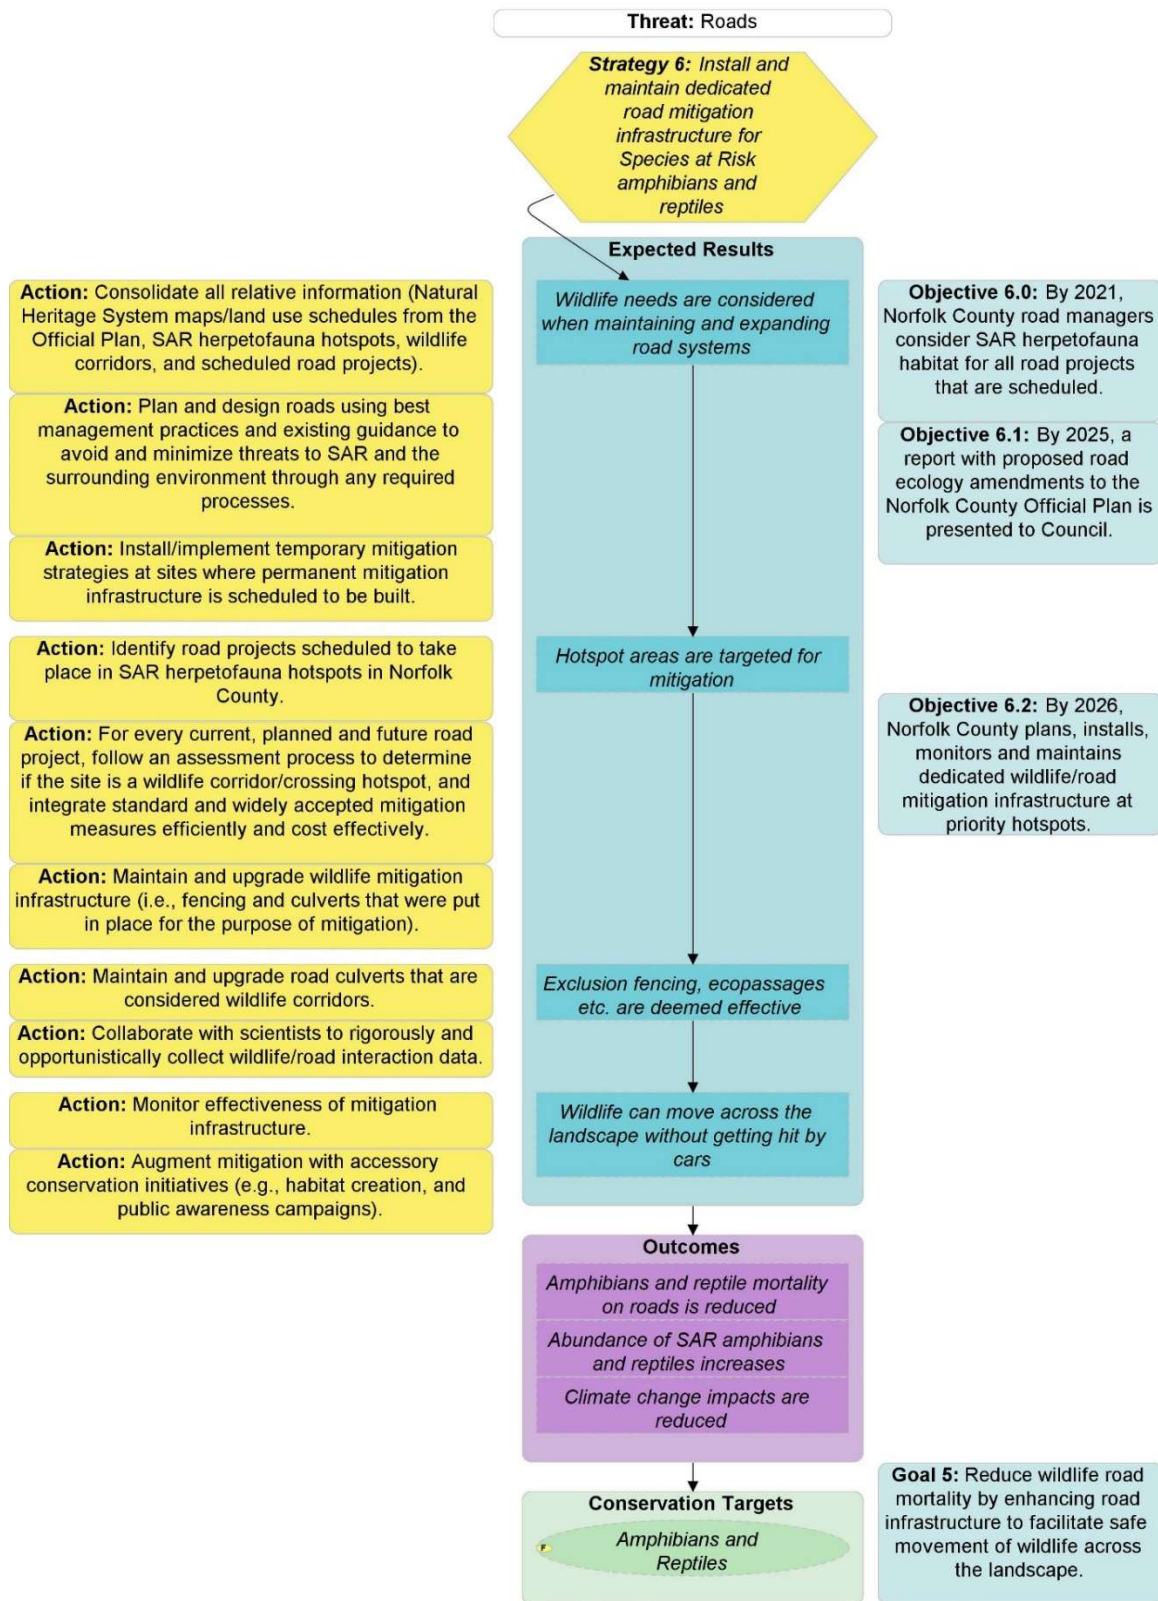 Threat: Roads
Strategy 6: Install and
maintain dedicated
road mitigation
infrastructure for
Species at Risk
amphibians and
reptiles
Expected Results
Wildlife needs are considered
when maintaining and expanding
road systems
Hotspot areas are targeted for
mitigation
Exclusion fencing, ecopassages
etc. are deemed effective
Wildlife can move across the
landscape without getting hit by
cars
Action: Consolidate all relative information (Natural
Heritage System maps/land use schedules from the
Official Plan, SAR herpetofauna hotspots, wildlife
corridors, and scheduled road projects).
Action: Plan and design roads using best
management practices and existing guidance to
avoid and minimize threats to SAR and the
surrounding environment through any required
processes.
Action: Install/implement temporary mitigation
strategies at sites where permanent mitigation
infrastructure is scheduled to be built.
Action: Identify road projects scheduled to take
place in SAR herpetofauna hotspots in Norfolk
County.
Action: For every current, planned and future road
project, follow an assessment process to determine
if the site is a wildlife corridor/crossing hotspot, and
integrate standard and widely accepted mitigation
measures efficiently and cost effectively.
Action: Maintain and upgrade wildlife mitigation
infrastructure (i.e., fencing and culverts that were put
in place for the purpose of mitigation).
Action: Maintain and upgrade road culverts that are
considered wildlife corridors.
Action: Collaborate with scientists to rigorously and
opportunistically collect wildlife/road interaction data.
Action: Monitor effectiveness of mitigation
infrastructure.
Action: Augment mitigation with accessory
conservation initiatives (e.g., habitat creation, and
public awareness campaigns).
Objective 6.0: By 2021,
Norfolk County road managers
consider SAR herpetofauna
habitat for all road projects
that are scheduled.
Objective 6.1: By 2025, a
report with proposed road
ecology amendments to the
Norfolk County Official Plan is
presented to Council.
Objective 6.2: By 2026,
Norfolk County plans, installs,
monitors and maintains
dedicated wildlife/road
mitigation infrastructure at
priority hotspots.
Outcomes
Amphibians and reptile mortality
on roads is reduced
Abundance of SAR amphibians
and reptiles increases
Climate change impacts are
reduced
Conservation Targets
F
Amphibians and
Reptiles
Goal 5: Reduce wildlife road
mortality by enhancing road
infrastructure to facilitate safe
movement of wildlife across
the landscape.